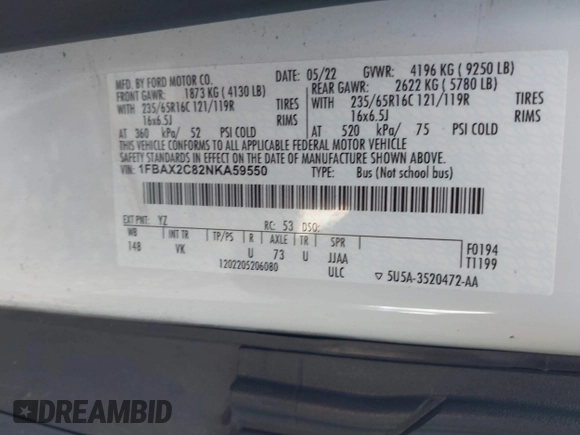 MFD. BY FORD MOTOR CO.
05/22
GVWR: 4196 KG ( 9250 LB)
FRONT GAWR: 1873 KG ( 4130 LB)
REAR GAWR: 2622 KG ( 5780 LB)
WITH 235/65R16C 121/119R TIRES
WITH 235/65R16C 121/119R TIRES
16x6.5J RIMS
16x6.5J RIMS
AT 360 kPa/ 52 PSI COLD
AT 520 kPa/ 75 PSI COLD
THIS VEHICLE CONFORMS TO ALL APPLICABLE
FEDERAL MOTOR VEHICLE
SAFETY STANDARDS IN EFFECT ON THE DATE OF MANUFACTURE SHOWN ABOVE.
VIN: 1FBAX2C82NKA59550
TYPE: Bus (Not school bus)
EXT PNT: YZ
RC: 53 DSO:
WB INT TR TP/PS R AXLE TR SPR
148 VK U 73 U JJAA
ULC
F0194
T1199
1202205206080
▽ 5U5A-3520472-AA
DREAMBID